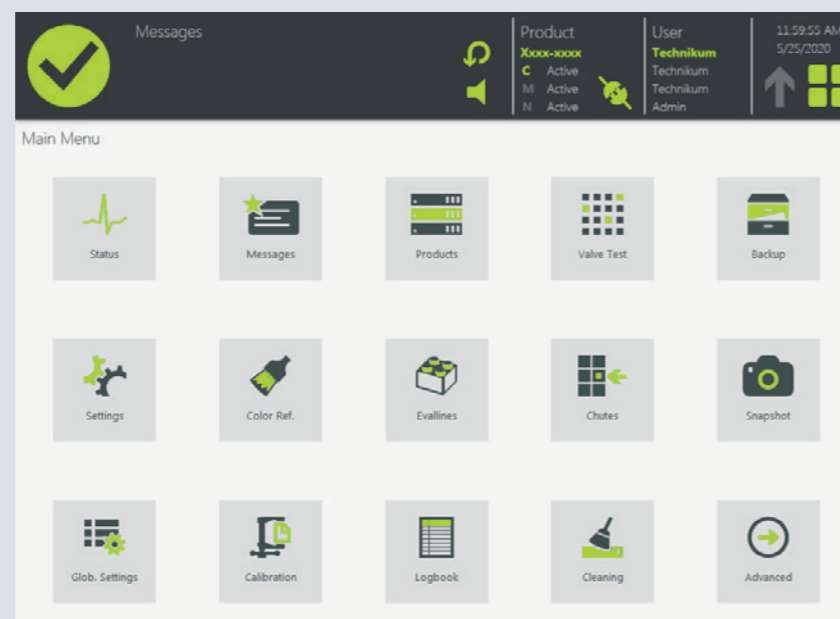 Messages
Product
Xxxx-xxxx
C Active
M Active
N Active
User
Technikum
Technikum
Technikum
Admin
11:59:55 AM
5/25/2020
Main Menu
Status
Messages
Products
Valve Test
Backup
Settings
Color Ref.
Evallines
Chutes
Snapshot
Glob. Settings
Calibration
Logbook
Cleaning
Advanced